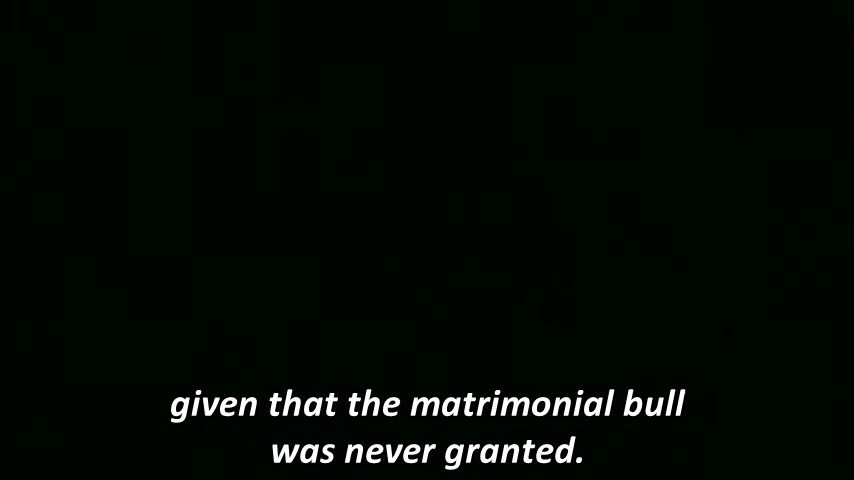 given that the matrimonial bull
was never granted.